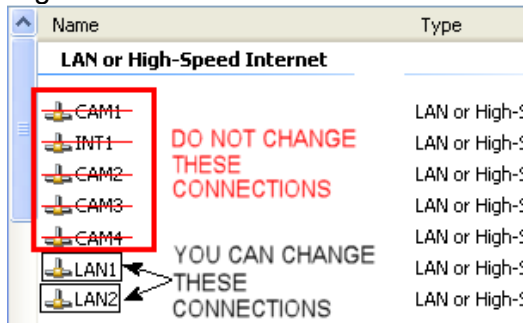 Name Type
LAN or High-Speed Internet
CAM1 LAN or High-S
INT1 LAN or High-S
CAM2 LAN or High-S
CAM3 LAN or High-S
CAM4 LAN or High-S
LAN1 LAN or High-S
LAN2 LAN or High-S
DO NOT CHANGE
THESE
CONNECTIONS
YOU CAN CHANGE
THESE
CONNECTIONS